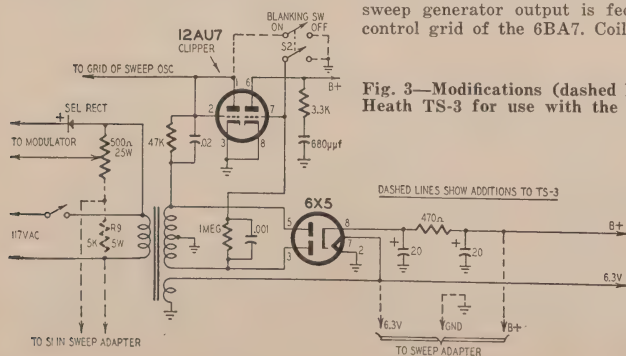 sweep generator output is fed
control grid of the 6BA7. Coil
Fig. 3—Modifications (dashed
Heath TS-3 for use with the
BLANKING SW
ON OFF
S2
12AU7
CLIPPER
TO GRID OF SWEEP OSC
B+
1 6
2 7
3 8
3.3K
680μμf
SEL RECT
+
TO MODULATOR
500Ω
25W
47K
.02
117VAC
R9
5K 5W
1MEG
.001
6X5
5 8
7
3 2
DASHED LINES SHOW ADDITIONS TO TS-3
470Ω
B+
+ +
20 20
6.3V
6.3V GND B+
TO S1 IN SWEEP ADAPTER
TO SWEEP ADAPTER